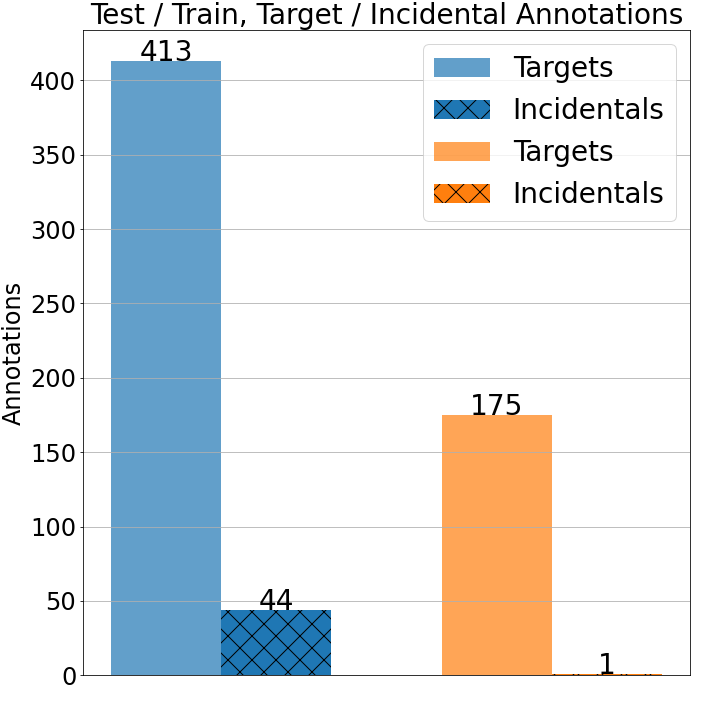 Test / Train, Target / Incidental Annotations
413
44
175
1
Targets
Incidentals
Targets
Incidentals
Annotations
400
350
300
250
200
150
100
50
0